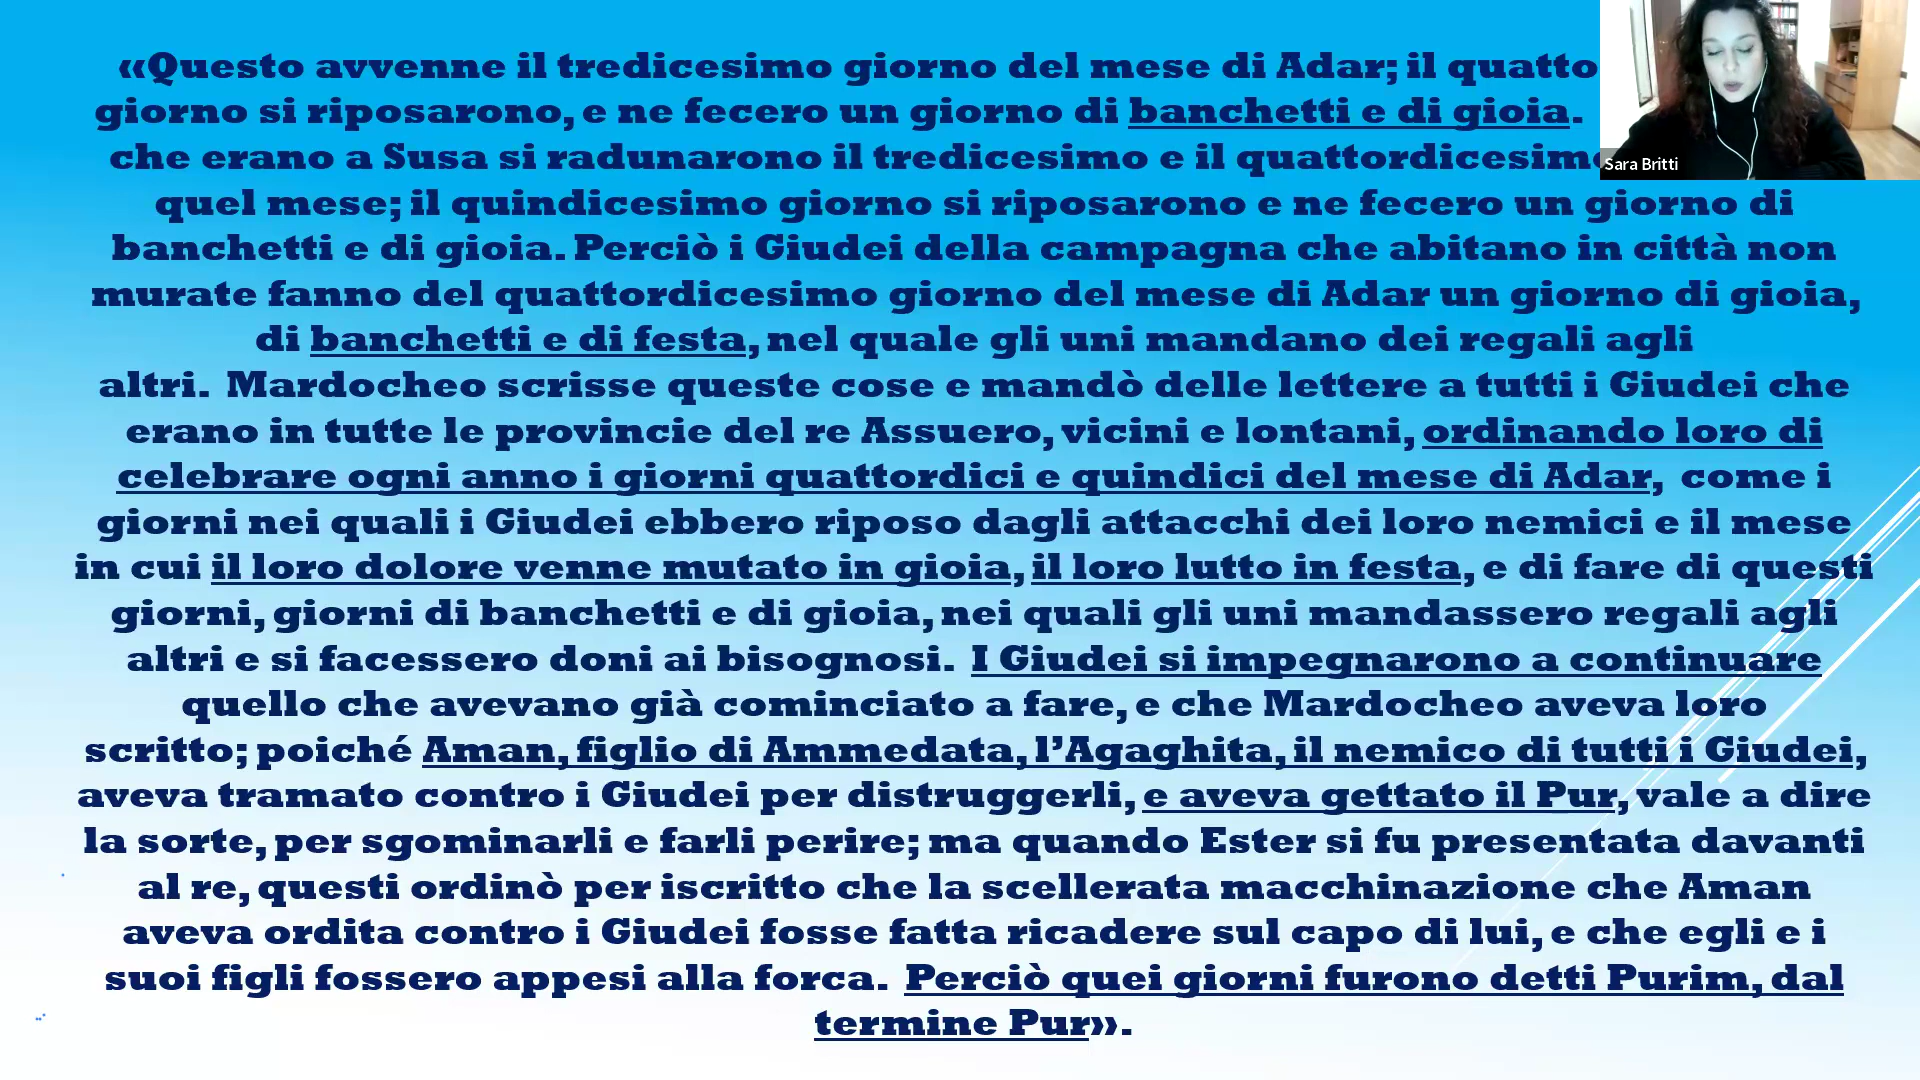 «Questo avvenne il tredicesimo giorno del mese di Adar; il quatto
giorno si riposarono, e ne fecero un giorno di banchetti e di gioia.
che erano a Susa si radunarono il tredicesimo e il quattordicesimo
quel mese; il quindicesimo giorno si riposarono e ne fecero un giorno di
banchetti e di gioia. Perciò i Giudei della campagna che abitano in città non
murate fanno del quattordicesimo giorno del mese di Adar un giorno di gioia,
di banchetti e di festa, nel quale gli uni mandano dei regali agli
altri. Mardocheo scrisse queste cose e mandò delle lettere a tutti i Giudei che
erano in tutte le provincie del re Assuero, vicini e lontani, ordinando loro di
celebrare ogni anno i giorni quattordici e quindici del mese di Adar, come i
giorni nei quali i Giudei ebbero riposo dagli attacchi dei loro nemici e il mese
in cui il loro dolore venne mutato in gioia, il loro lutto in festa, e di fare di questi
giorni, giorni di banchetti e di gioia, nei quali gli uni mandassero regali agli
altri e si facessero doni ai bisognosi. I Giudei si impegnarono a continuare
quello che avevano già cominciato a fare, e che Mardocheo aveva loro
scritto; poiché Aman, figlio di Ammedata, l'Agaghita, il nemico di tutti i Giudei,
aveva tramato contro i Giudei per distruggerli, e aveva gettato il Pur, vale a dire
la sorte, per sgominarli e farli perire; ma quando Ester si fu presentata davanti
al re, questi ordinò per iscritto che la scellerata macchinazione che Aman
aveva ordita contro i Giudei fosse fatta ricadere sul capo di lui, e che egli e i
suoi figli fossero appesi alla forca. Perciò quei giorni furono detti Purim, dal
termine Pur».
Sara Britti